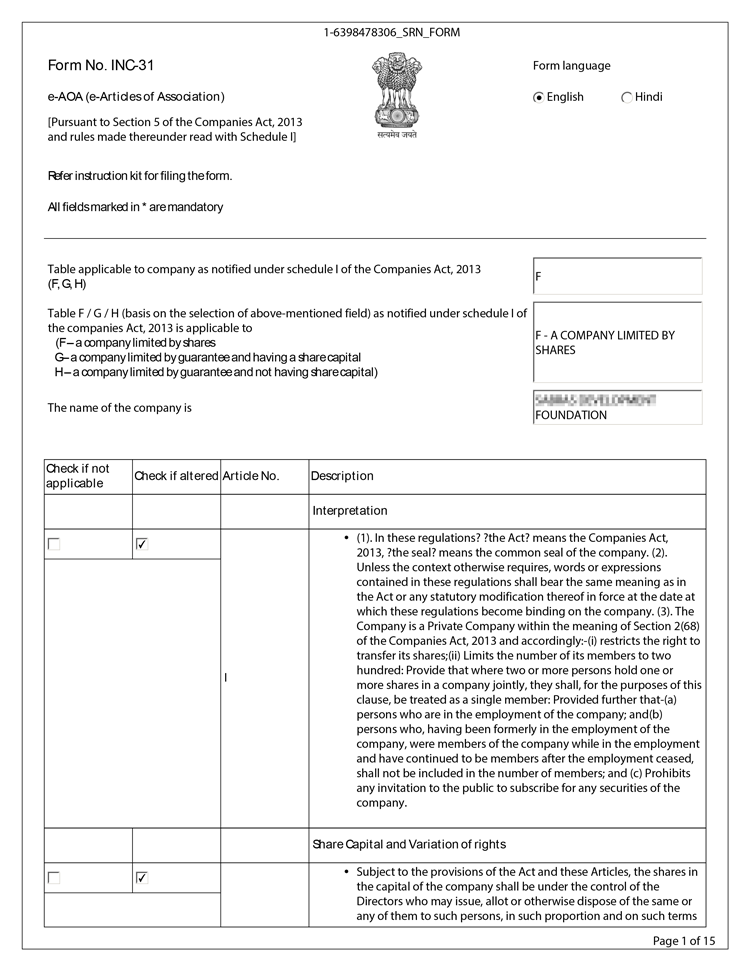 1-6398478306_SRN_FORM
Form No. INC-31
e-AOA (e-Articles of Association)
[Pursuant to Section 5 of the Companies Act, 2013
and rules made thereunder read with Schedule I]
Refer instruction kit for filing the form.
All fields marked in * are mandatory
सत्यमेव जयते
Form language
English
Hindi
Table applicable to company as notified under schedule I of the Companies Act, 2013
(F, G, H)
F
Table F / G / H (basis on the selection of above-mentioned field) as notified under schedule I of
the companies Act, 2013 is applicable to
(F – a company limited by shares
G – a company limited by guarantee and having a share capital
H – a company limited by guarantee and not having share capital)
F - A COMPANY LIMITED BY
SHARES
The name of the company is
FOUNDATION
Check if not
applicable
Check if altered
Article No.
Description
Interpretation
I
• (1). In these regulations? ?the Act? means the Companies Act,
2013, ?the seal? means the common seal of the company. (2).
Unless the context otherwise requires, words or expressions
contained in these regulations shall bear the same meaning as in
the Act or any statutory modification thereof in force at the date at
which these regulations become binding on the company. (3). The
Company is a Private Company within the meaning of Section 2(68)
of the Companies Act, 2013 and accordingly:-(i) restricts the right to
transfer its shares;(ii) Limits the number of its members to two
hundred: Provide that where two or more persons hold one or
more shares in a company jointly, they shall, for the purposes of this
clause, be treated as a single member: Provided further that-(a)
persons who are in the employment of the company; and(b)
persons who, having been formerly in the employment of the
company, were members of the company while in the employment
and have continued to be members after the employment ceased,
shall not be included in the number of members; and (c) Prohibits
any invitation to the public to subscribe for any securities of the
company.
Share Capital and Variation of rights
• Subject to the provisions of the Act and these Articles, the shares in
the capital of the company shall be under the control of the
Directors who may issue, allot or otherwise dispose of the same or
any of them to such persons, in such proportion and on such terms
Page 1 of 15